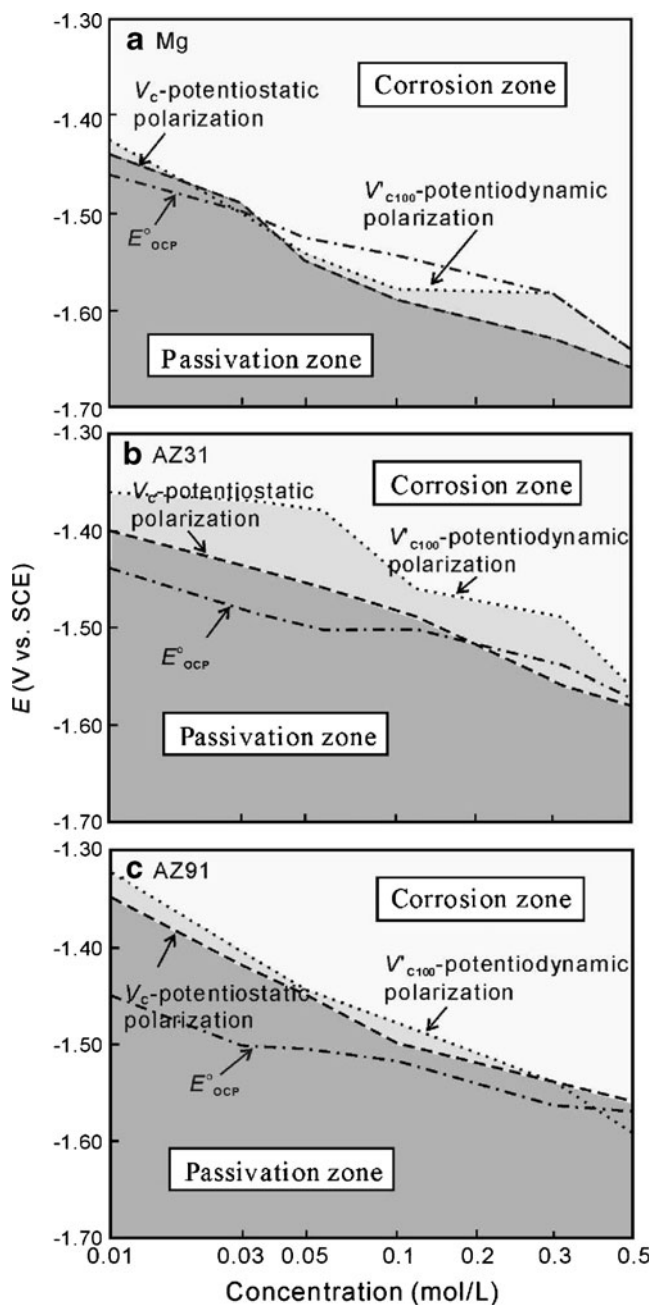 a Mg
Corrosion zone
Vc-potentiostatic
polarization
V'c100-potentiodynamic
polarization
E°OCP
Passivation zone
-1.30
-1.40
-1.50
-1.60
-1.70
b AZ31
Corrosion zone
Vc-potentiostatic
polarization
V'c100-potentiodynamic
polarization
E°OCP
Passivation zone
-1.30
-1.40
-1.50
-1.60
-1.70
E (V vs. SCE)
c AZ91
Corrosion zone
Vc-potentiostatic
polarization
V'c100-potentiodynamic
polarization
E°OCP
Passivation zone
-1.30
-1.40
-1.50
-1.60
-1.70
0.01 0.03 0.05 0.1 0.2 0.3 0.5
Concentration (mol/L)